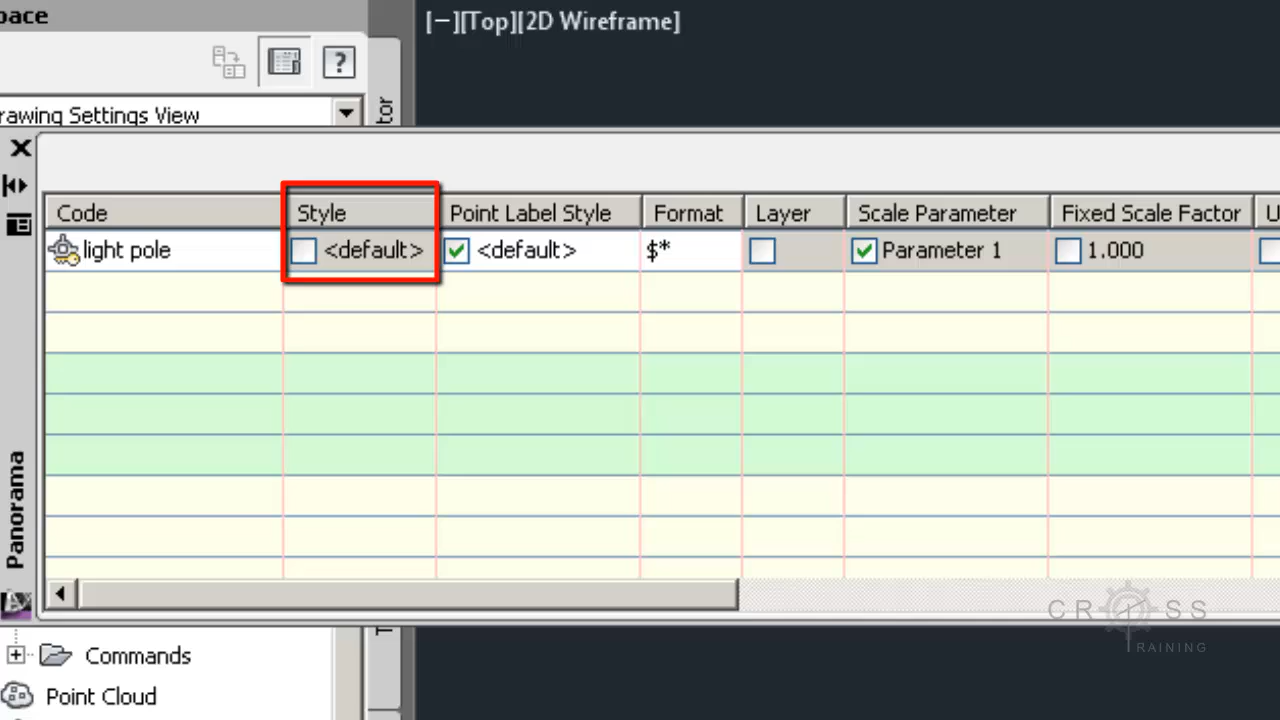 pace
[−][Top][2D Wireframe]
?
rawing Settings View
tor
Code Style Point Label Style Format Layer Scale Parameter Fixed Scale Factor U
light pole <default> <default> $* Parameter 1 1.000
Panorama
CROSS
TRAINING
Commands
Point Cloud